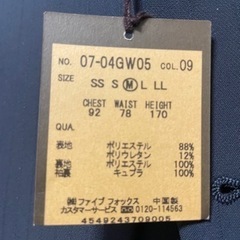 NO. 07-04GW05 COL.09
SIZE
SS S M L LL
CHEST WAIST HEIGHT
92 78 170
QUA.
表地 ポリエステル 88%
ポリウレタン 12%
裏地 ポリエステル 100%
袖裏 キュプラ 100%
㈱ファイブ フォックス 中国製
カスタマーサービス 0120-114563
4549243709005